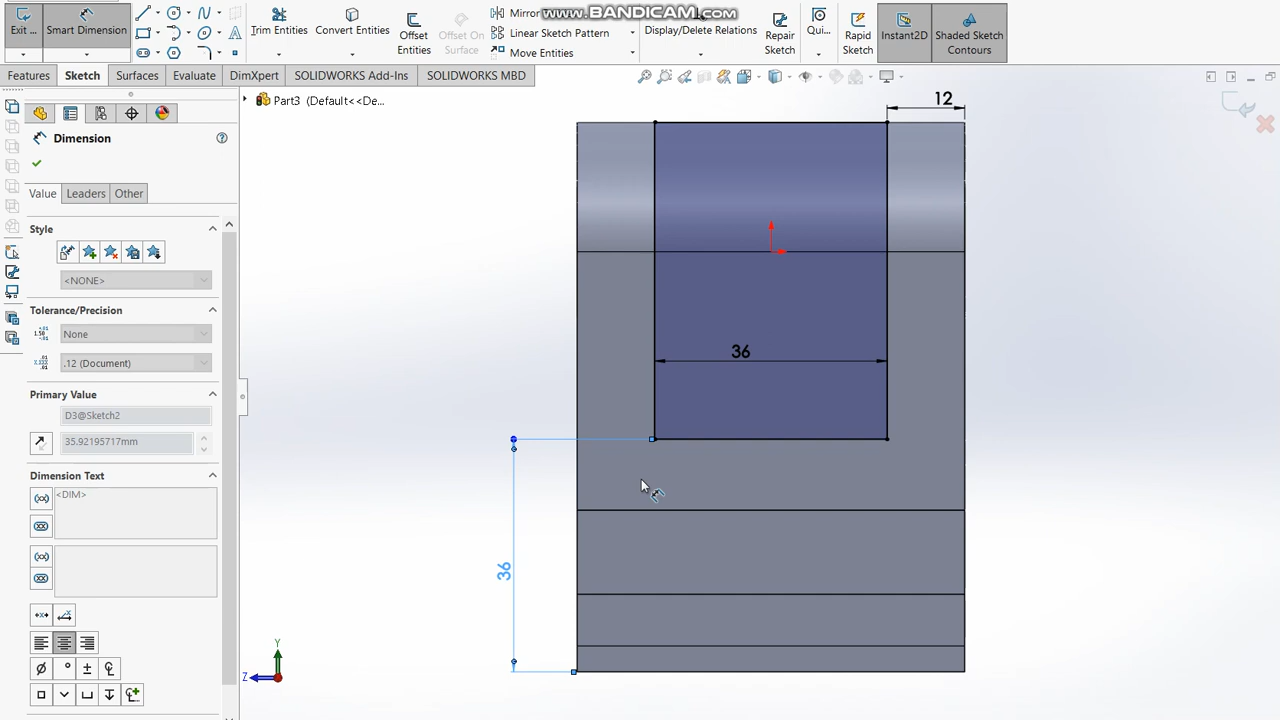 www.BANDICAM.com
Exit ...
Smart Dimension
Trim Entities
Convert Entities
Offset Entities
Offset On Surface
Mirror
Linear Sketch Pattern
Move Entities
Display/Delete Relations
Repair Sketch
Qui...
Rapid Sketch
Instant2D
Shaded Sketch Contours
Features
Sketch
Surfaces
Evaluate
DimXpert
SOLIDWORKS Add-Ins
SOLIDWORKS MBD
Part3 (Default<<De...
Dimension
Value
Leaders
Other
Style
<NONE>
Tolerance/Precision
None
.12 (Document)
Primary Value
D3@Sketch2
35.92195717mm
Dimension Text
<DIM>
12
36
36
Y
Z